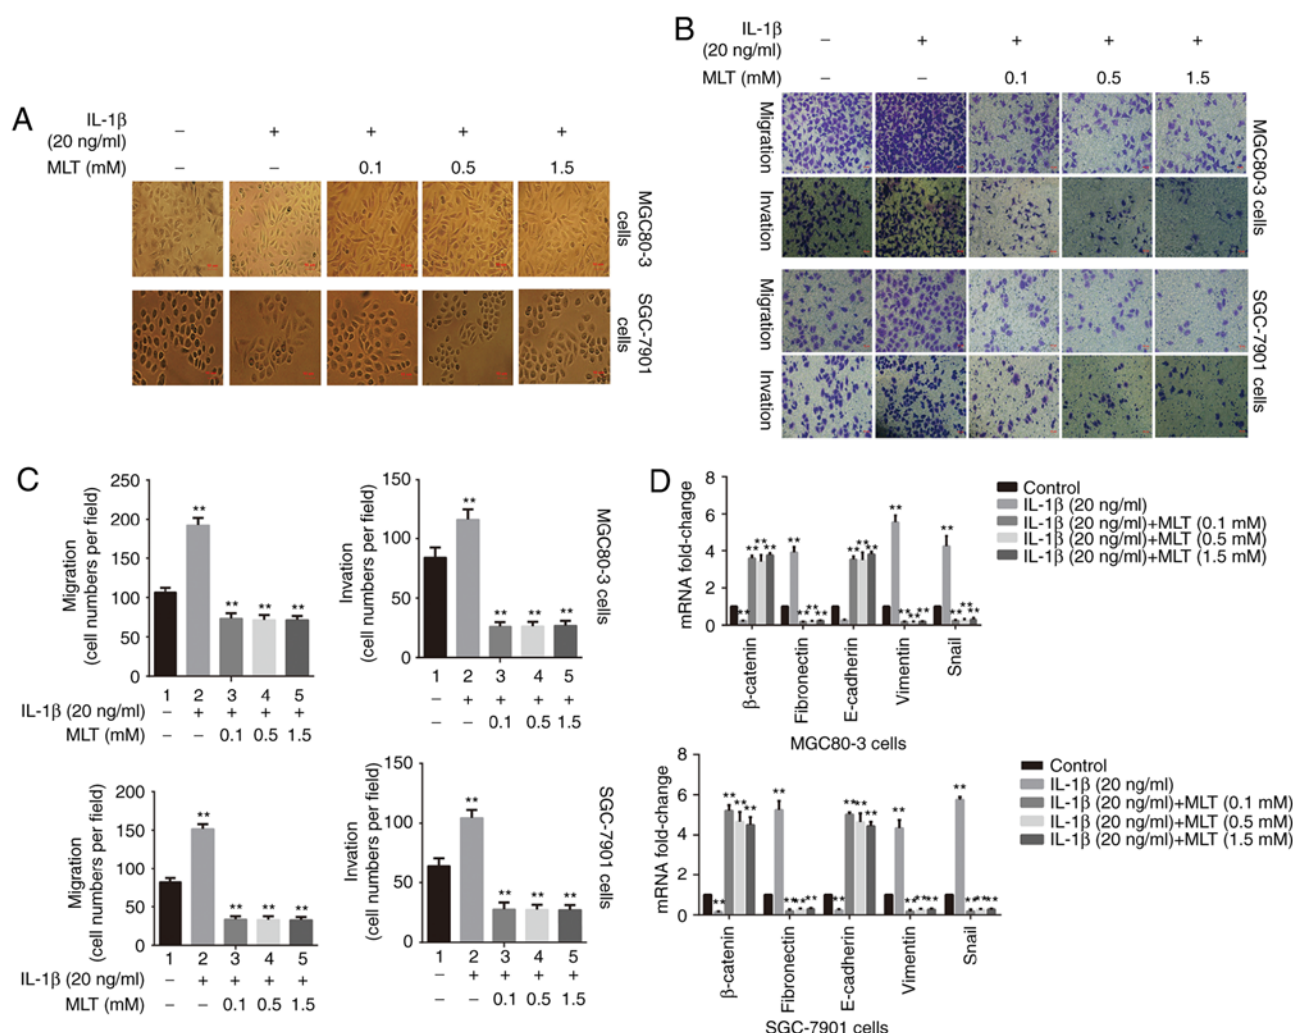 A
IL-1β
(20 ng/ml) – + + + +
MLT (mM) – – 0.1 0.5 1.5
MGC80-3
cells
SGC-7901
cells
B
IL-1β
(20 ng/ml) – + + + +
MLT (mM) – – 0.1 0.5 1.5
Migration
Invation
MGC80-3 cells
Migration
Invation
SGC-7901 cells
C
Migration
(cell numbers per field)
250
200
150
100
50
0
** ** ** **
1 2 3 4 5
IL-1β (20 ng/ml) – + + + +
MLT (mM) – – 0.1 0.5 1.5
Invation
(cell numbers per field)
150
100
50
0
** ** ** **
1 2 3 4 5
– + + + +
– – 0.1 0.5 1.5
MGC80-3 cells
Migration
(cell numbers per field)
200
150
100
50
0
** ** ** **
1 2 3 4 5
IL-1β (20 ng/ml) – + + + +
MLT (mM) – – 0.1 0.5 1.5
Invation
(cell numbers per field)
150
100
50
0
** ** ** **
1 2 3 4 5
– + + + +
– – 0.1 0.5 1.5
SGC-7901 cells
D
mRNA fold-change
8
6
4
2
0
β-catenin
Fibronectin
E-cadherin
Vimentin
Snail
MGC80-3 cells
Control
IL-1β (20 ng/ml)
IL-1β (20 ng/ml)+MLT (0.1 mM)
IL-1β (20 ng/ml)+MLT (0.5 mM)
IL-1β (20 ng/ml)+MLT (1.5 mM)
mRNA fold-change
8
6
4
2
0
β-catenin
Fibronectin
E-cadherin
Vimentin
Snail
SGC-7901 cells
Control
IL-1β (20 ng/ml)
IL-1β (20 ng/ml)+MLT (0.1 mM)
IL-1β (20 ng/ml)+MLT (0.5 mM)
IL-1β (20 ng/ml)+MLT (1.5 mM)